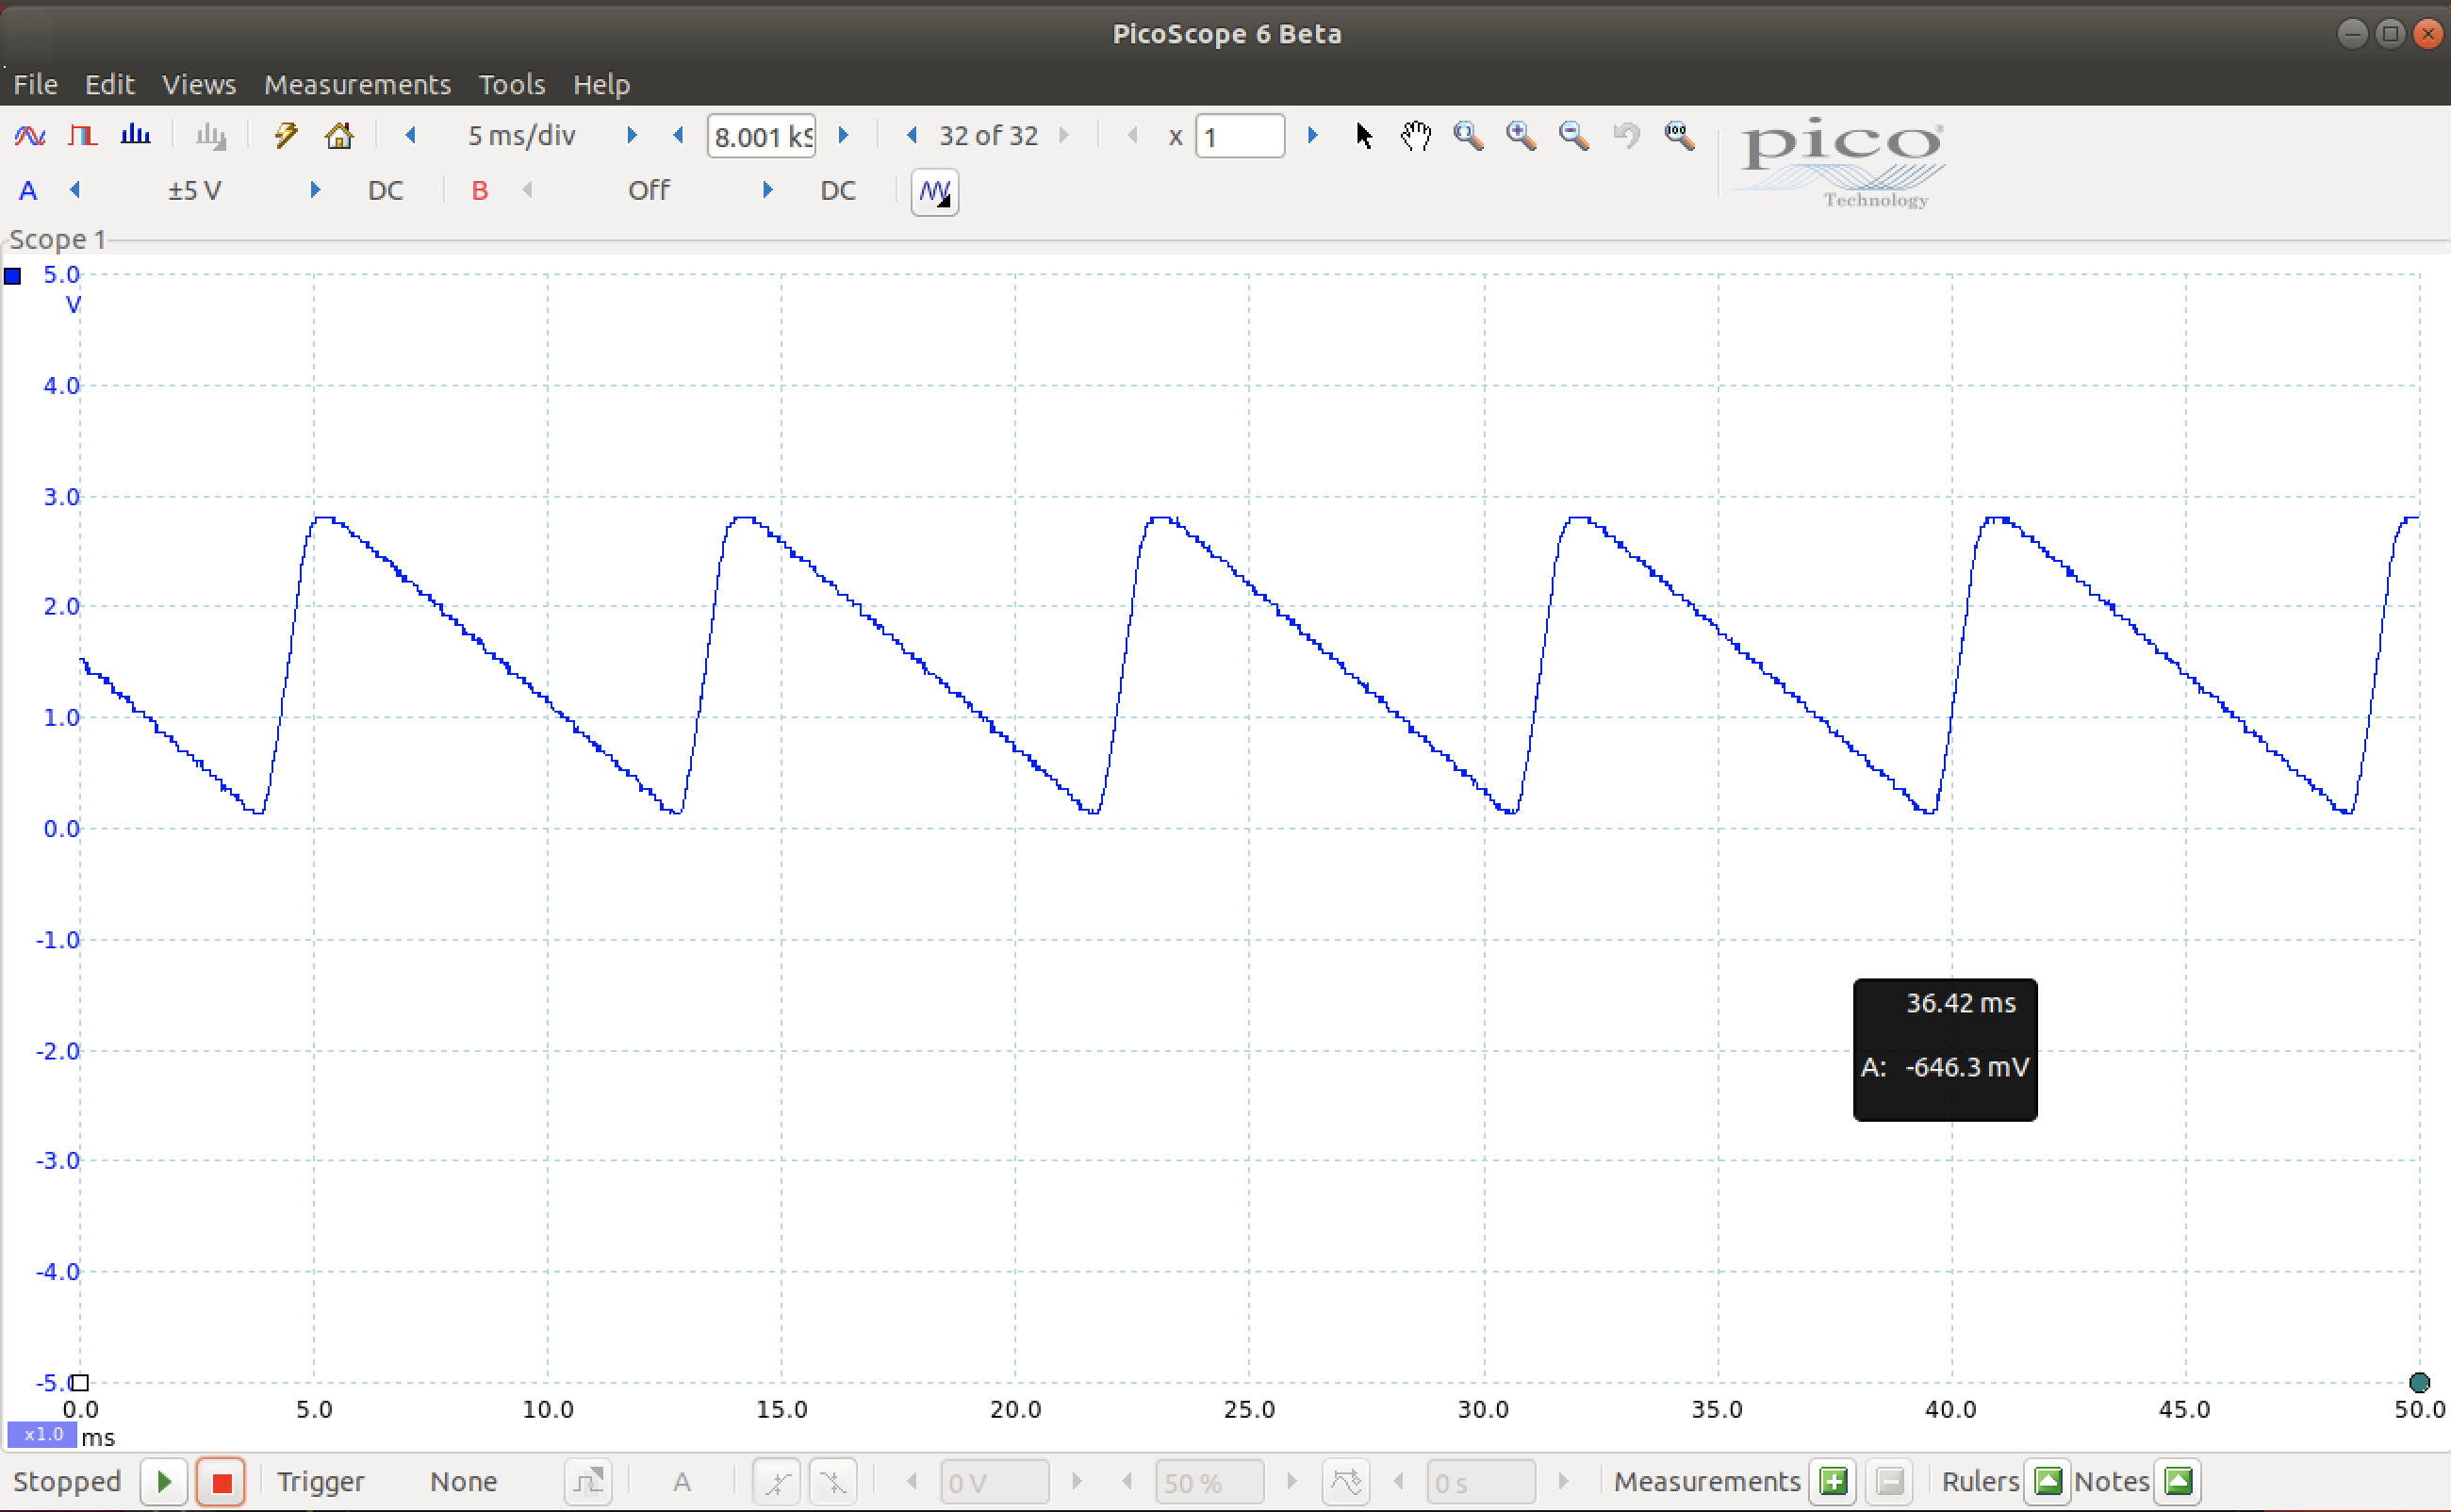 PicoScope 6 Beta
File Edit Views Measurements Tools Help
5 ms/div 8.001 kS 32 of 32 x 1 100 pico
Technology
A ±5 V DC B Off DC
Scope 1
5.0
V
4.0
3.0
2.0
1.0
0.0
-1.0
36.42 ms
-2.0
A: -646.3 mV
-3.0
-4.0
-5.0
0.0 5.0 10.0 15.0 20.0 25.0 30.0 35.0 40.0 45.0 50.0
x1.0 ms
Stopped Trigger None A 0 V 50 % 0 s Measurements Rulers Notes